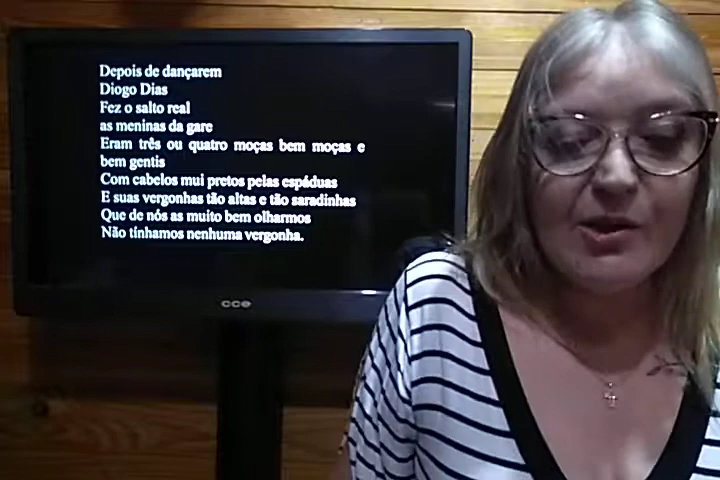 Depois de dançarem
Diogo Dias
Fez o salto real
as meninas da gare
Eram três ou quatro moças bem moças e
bem gentis
Com cabelos mui pretos pelas espáduas
E suas vergonhas tão altas e tão saradinhas
Que de nós as muito bem olharmos
Não tínhamos nenhuma vergonha.
cce